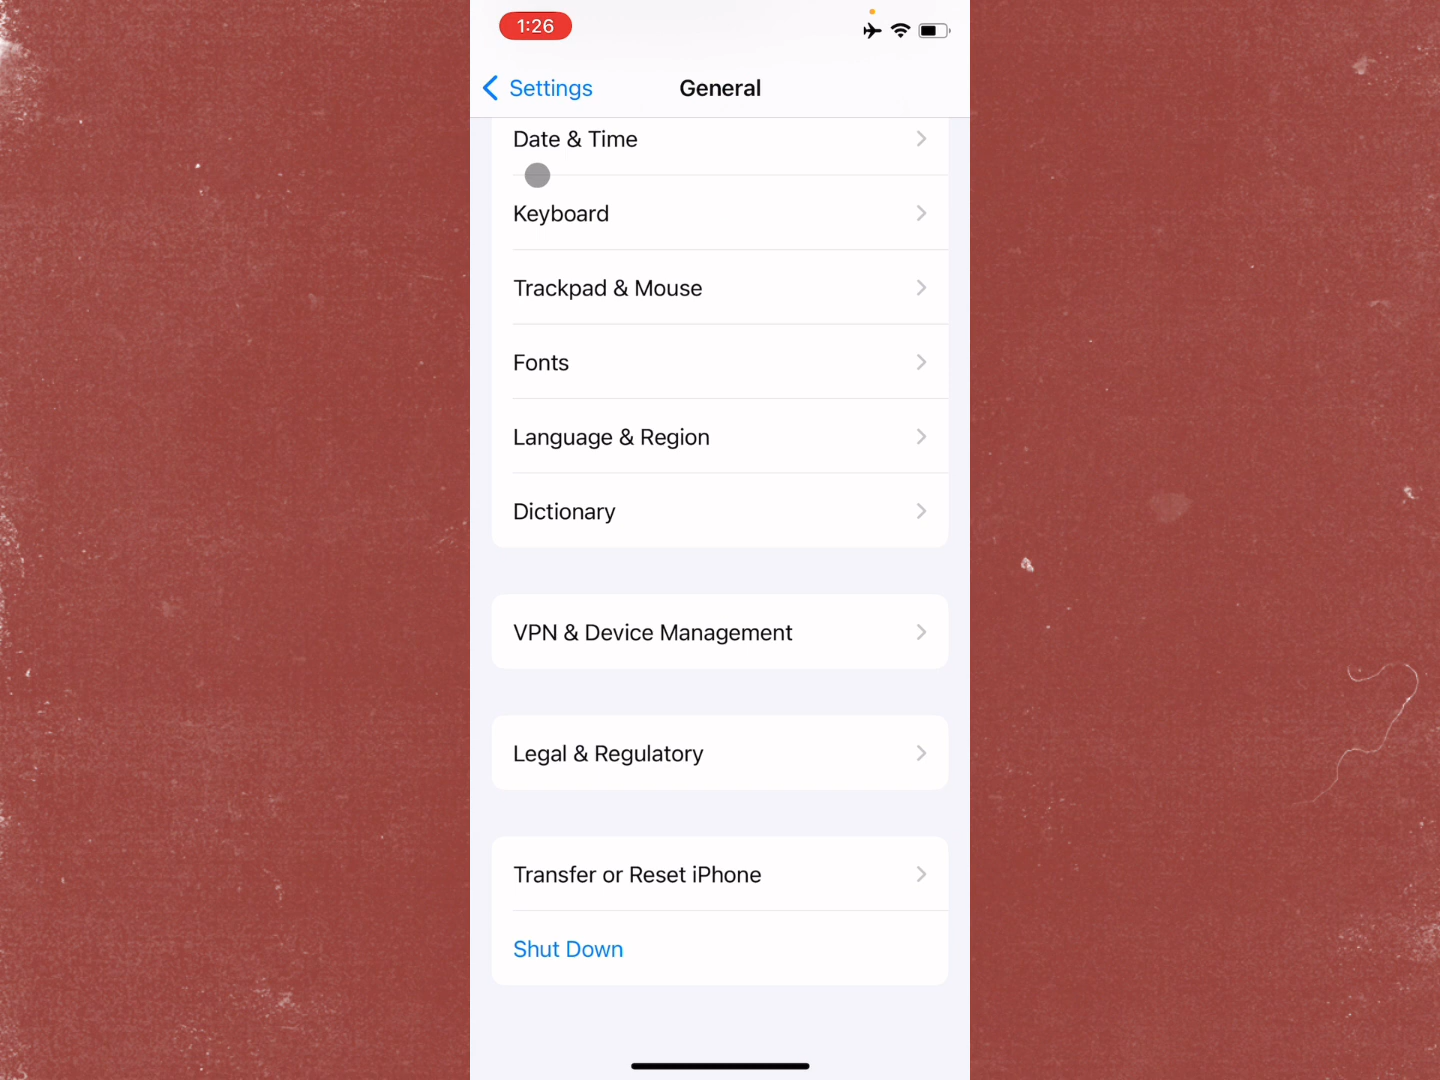 1:26
Settings
General
Date & Time
Keyboard
Trackpad & Mouse
Fonts
Language & Region
Dictionary
VPN & Device Management
Legal & Regulatory
Transfer or Reset iPhone
Shut Down